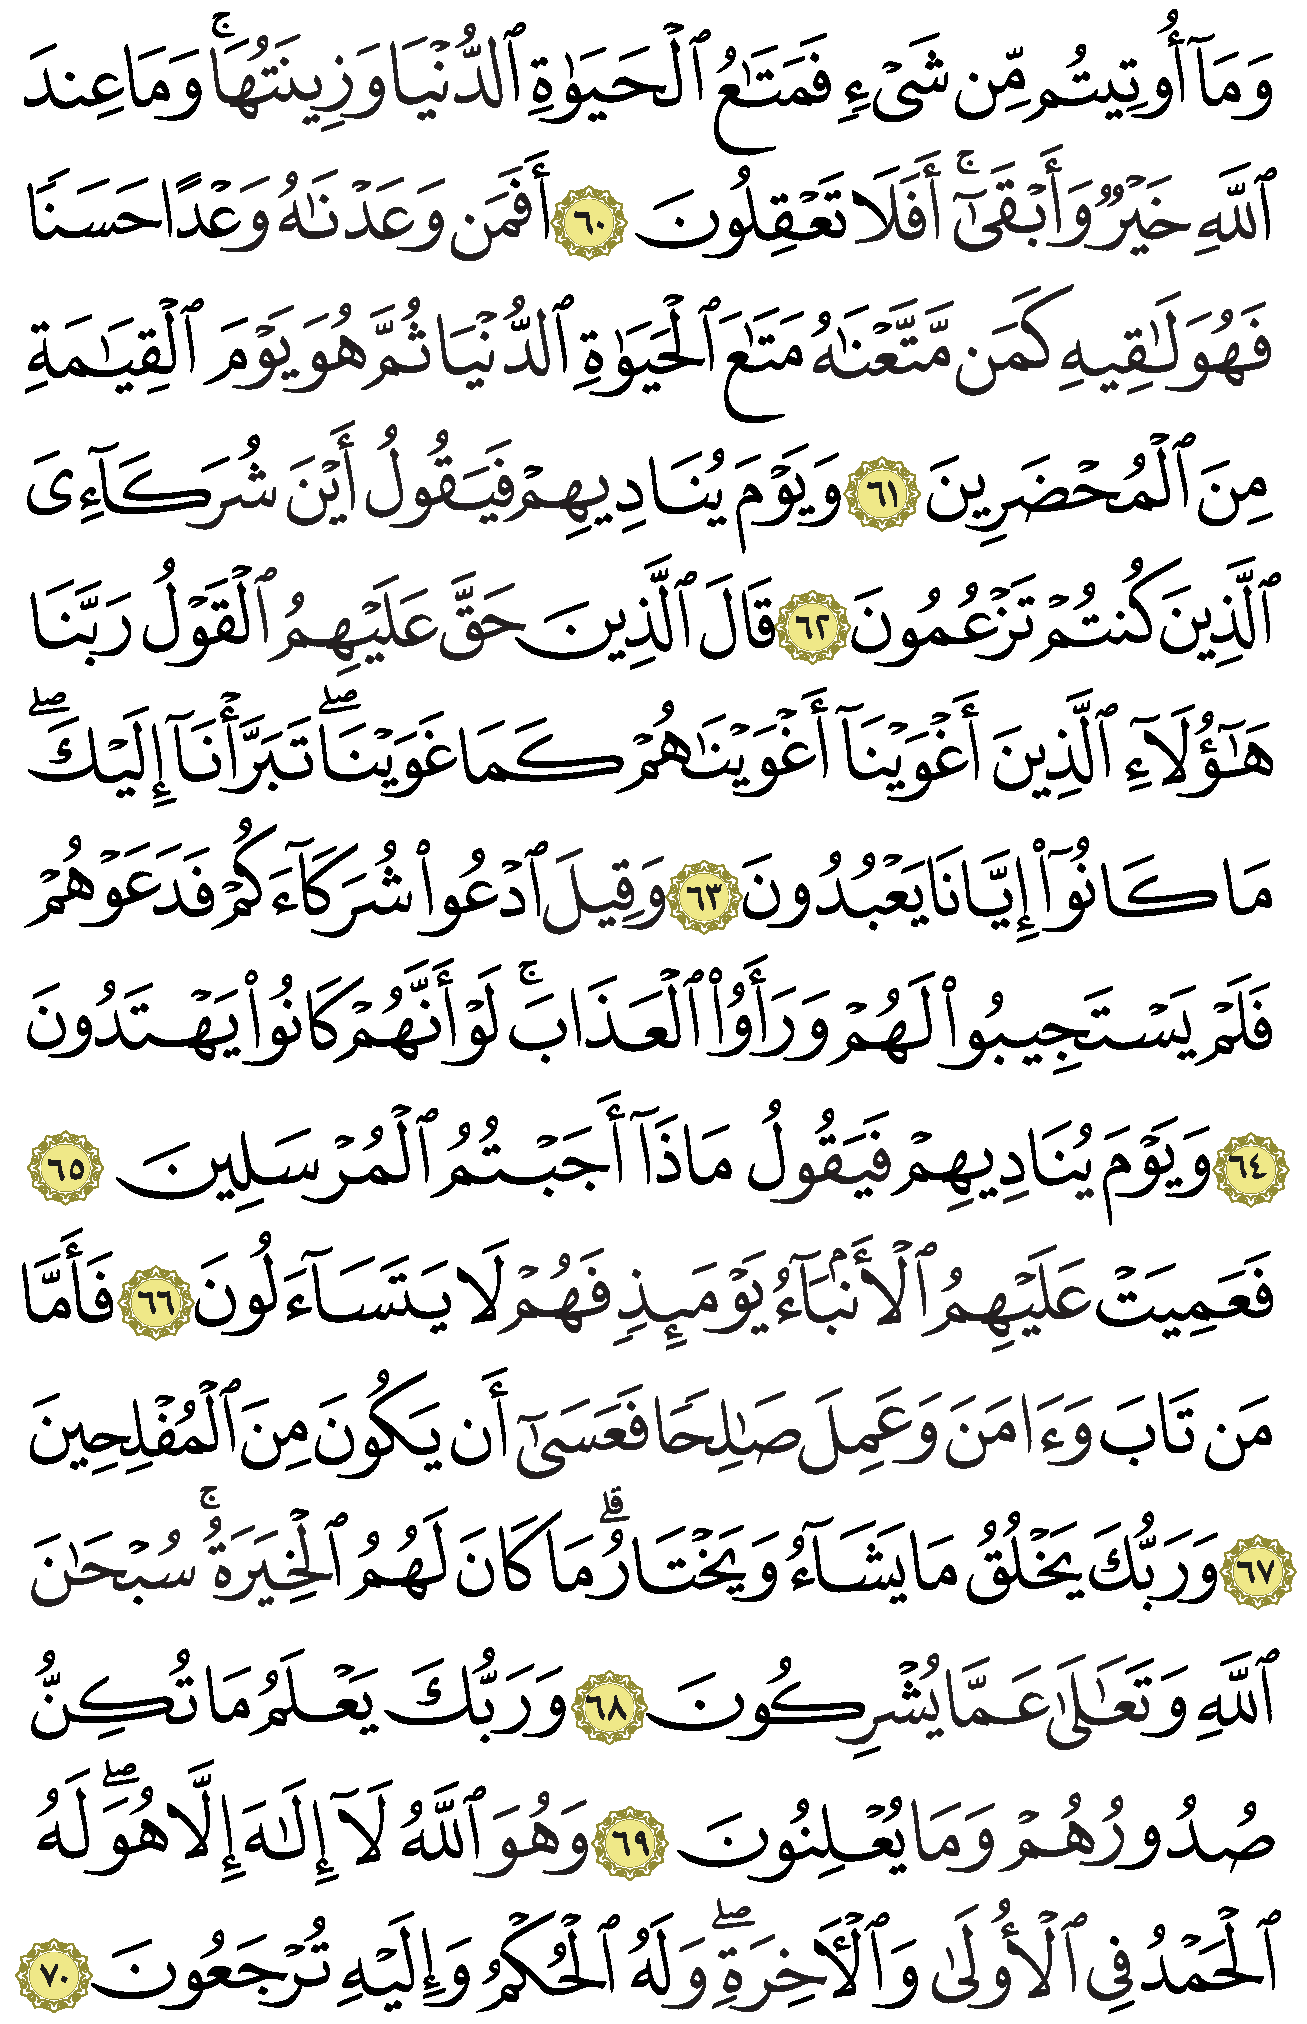 وَمَآ أُوتِيتُم مِّن شَىْءٍ فَمَتَـٰعُ ٱلْحَيَوٰةِ ٱلدُّنْيَا وَزِينَتُهَا ۚ وَمَا عِندَ
ٱللَّهِ خَيْرٌ وَأَبْقَىٰٓ ۚ أَفَلَا تَعْقِلُونَ ٦٠ أَفَمَن وَعَدْنَـٰهُ وَعْدًا حَسَنًا
فَهُوَ لَـٰقِيهِ كَمَن مَّتَّعْنَـٰهُ مَتَـٰعَ ٱلْحَيَوٰةِ ٱلدُّنْيَا ثُمَّ هُوَ يَوْمَ ٱلْقِيَـٰمَةِ
مِنَ ٱلْمُحْضَرِينَ ٦١ وَيَوْمَ يُنَادِيهِمْ فَيَقُولُ أَيْنَ شُرَكَآءِىَ
ٱلَّذِينَ كُنتُمْ تَزْعُمُونَ ٦٢ قَالَ ٱلَّذِينَ حَقَّ عَلَيْهِمُ ٱلْقَوْلُ رَبَّنَا
هَـٰٓؤُلَآءِ ٱلَّذِينَ أَغْوَيْنَآ أَغْوَيْنَـٰهُمْ كَمَا غَوَيْنَا ۖ تَبَرَّأْنَآ إِلَيْكَ ۖ
مَا كَانُوٓا۟ إِيَّانَا يَعْبُدُونَ ٦٣ وَقِيلَ ٱدْعُوا۟ شُرَكَآءَكُمْ فَدَعَوْهُمْ
فَلَمْ يَسْتَجِيبُوا۟ لَهُمْ وَرَأَوُا۟ ٱلْعَذَابَ ۚ لَوْ أَنَّهُمْ كَانُوا۟ يَهْتَدُونَ
٦٤ وَيَوْمَ يُنَادِيهِمْ فَيَقُولُ مَاذَآ أَجَبْتُمُ ٱلْمُرْسَلِينَ ٦٥
فَعَمِيَتْ عَلَيْهِمُ ٱلْأَنۢبَآءُ يَوْمَئِذٍ فَهُمْ لَا يَتَسَآءَلُونَ ٦٦ فَأَمَّا
مَن تَابَ وَءَامَنَ وَعَمِلَ صَـٰلِحًا فَعَسَىٰٓ أَن يَكُونَ مِنَ ٱلْمُفْلِحِينَ
٦٧ وَرَبُّكَ يَخْلُقُ مَا يَشَآءُ وَيَخْتَارُ ۗ مَا كَانَ لَهُمُ ٱلْخِيَرَةُ ۚ سُبْحَـٰنَ
ٱللَّهِ وَتَعَـٰلَىٰ عَمَّا يُشْرِكُونَ ٦٨ وَرَبُّكَ يَعْلَمُ مَا تُكِنُّ
صُدُورُهُمْ وَمَا يُعْلِنُونَ ٦٩ وَهُوَ ٱللَّهُ لَآ إِلَـٰهَ إِلَّا هُوَ ۖ لَهُ
ٱلْحَمْدُ فِى ٱلْأُولَىٰ وَٱلْـَٔاخِرَةِ ۖ وَلَهُ ٱلْحُكْمُ وَإِلَيْهِ تُرْجَعُونَ ٧٠